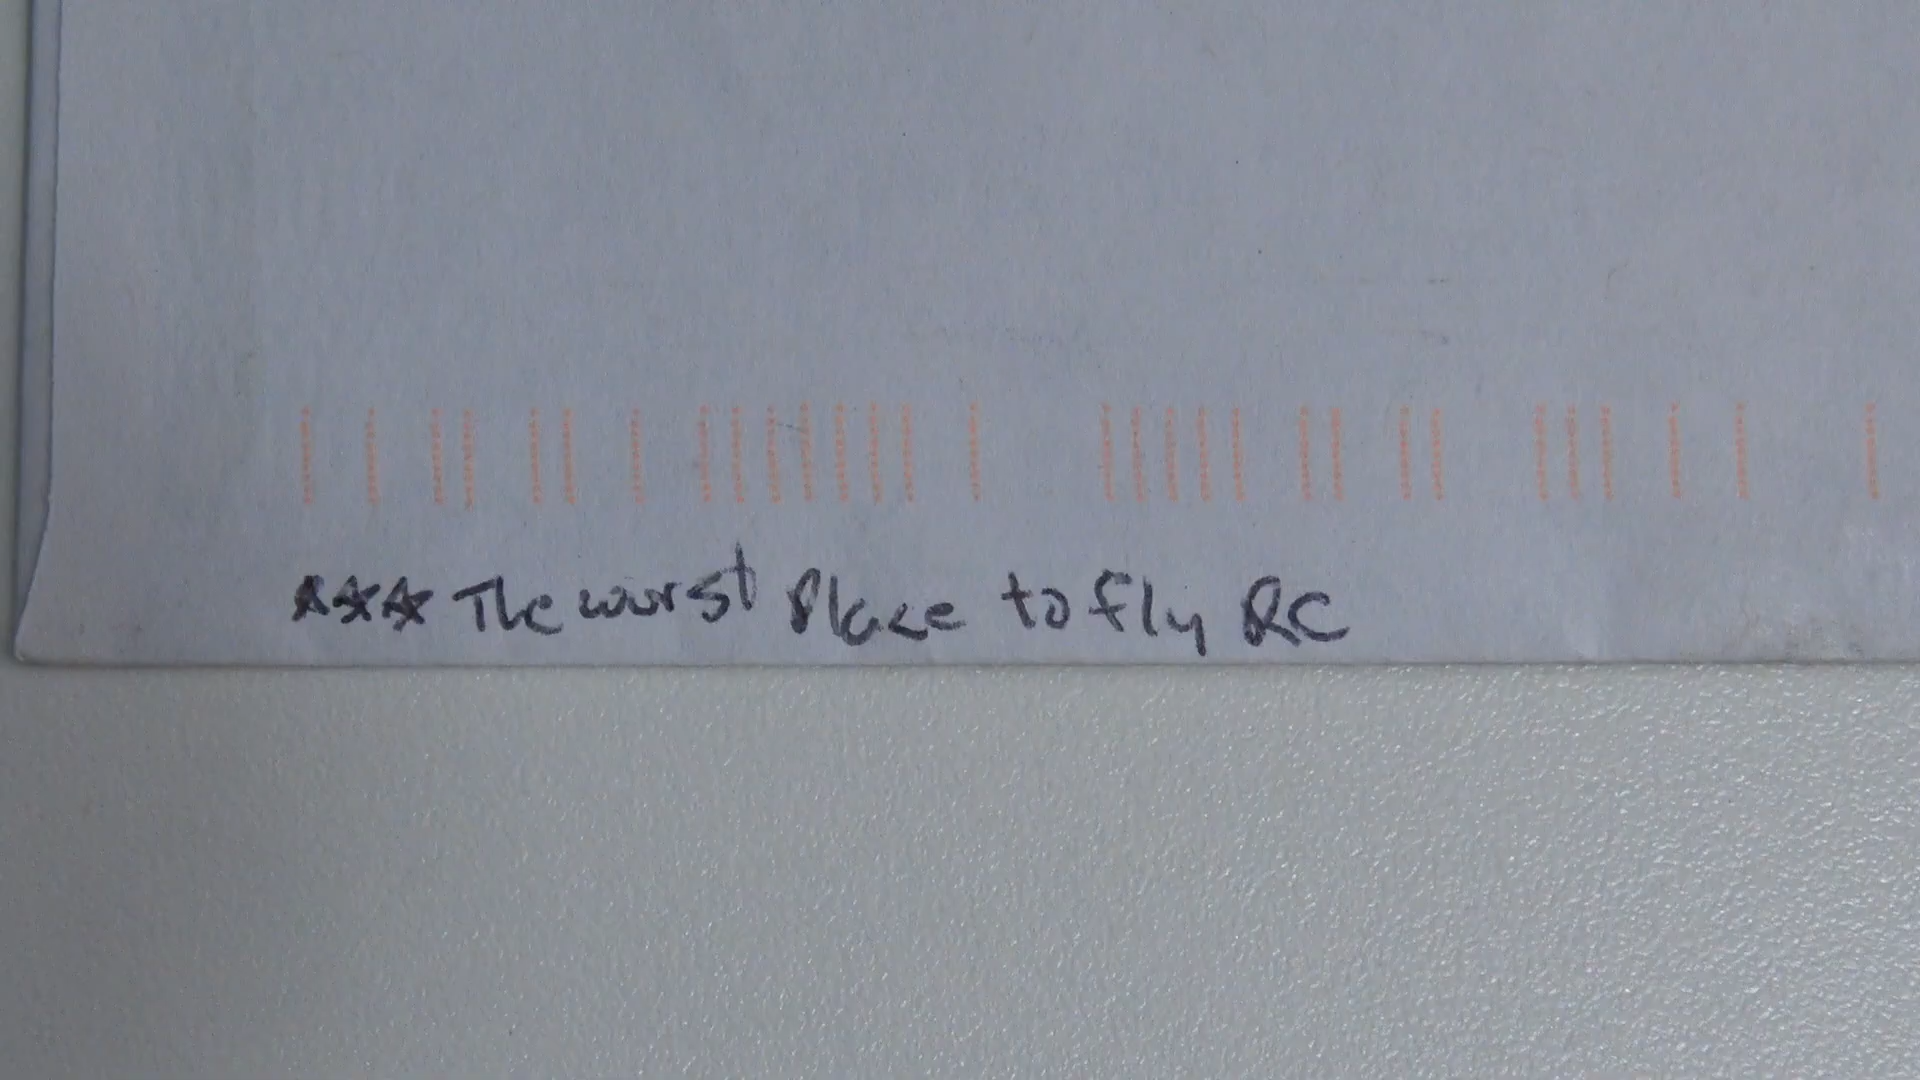 ★★★ The worst Place to fly RC